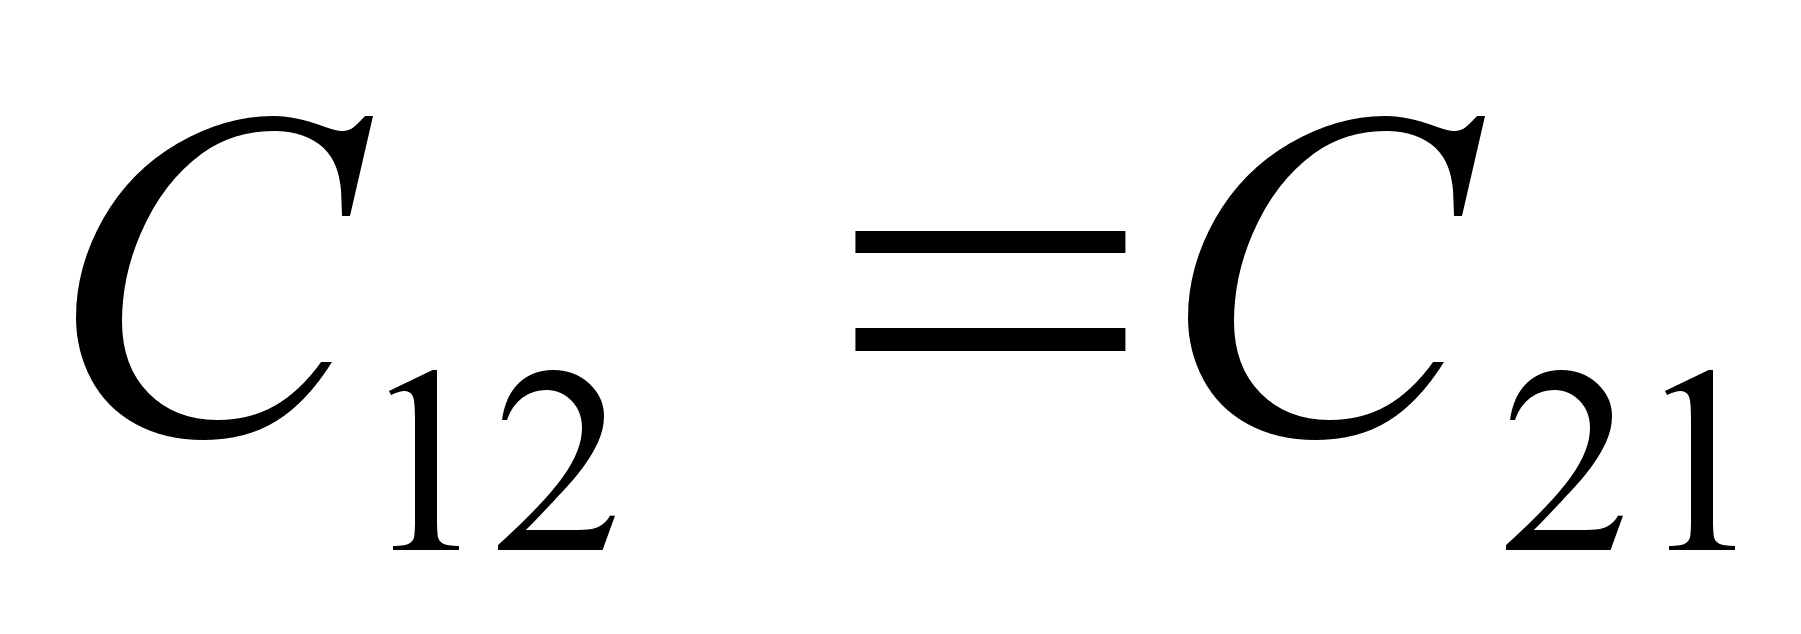 C₁₂ = C₂₁